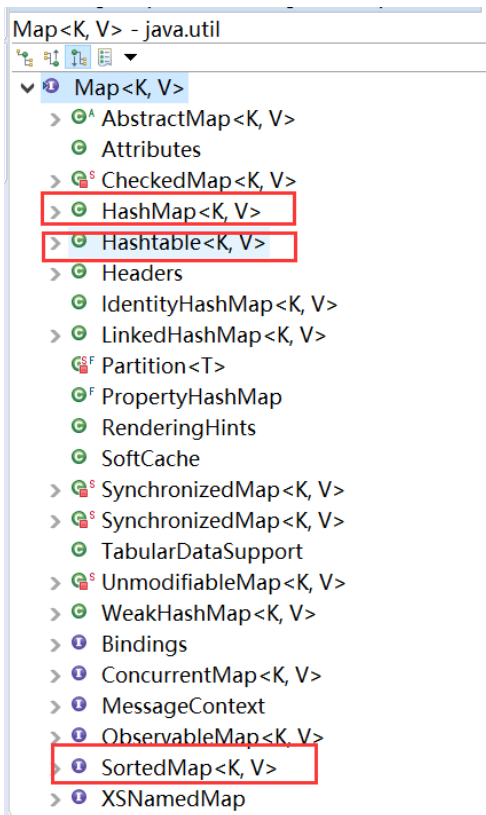 Map<K, V> - java.util
Map<K, V>
AbstractMap<K, V>
Attributes
CheckedMap<K, V>
HashMap<K, V>
Hashtable<K, V>
Headers
IdentityHashMap<K, V>
LinkedHashMap<K, V>
Partition<T>
PropertyHashMap
RenderingHints
SoftCache
SynchronizedMap<K, V>
SynchronizedMap<K, V>
TabularDataSupport
UnmodifiableMap<K, V>
WeakHashMap<K, V>
Bindings
ConcurrentMap<K, V>
MessageContext
ObservableMap<K, V>
SortedMap<K, V>
XSNamedMap